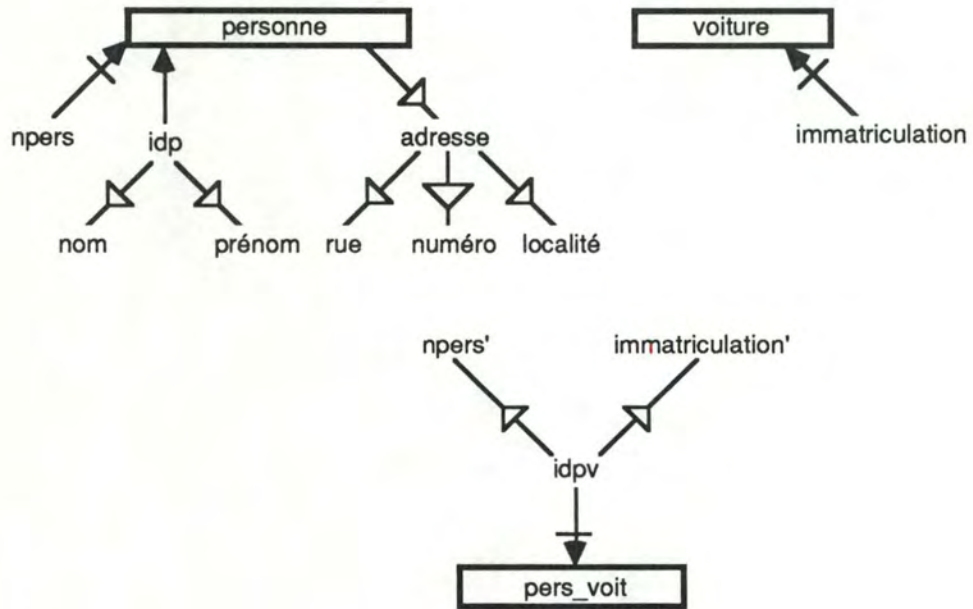 personne
voiture
npers
idp
adresse
immatriculation
nom
prénom
rue
numéro
localité
npers'
immatriculation'
idpv
pers_voit